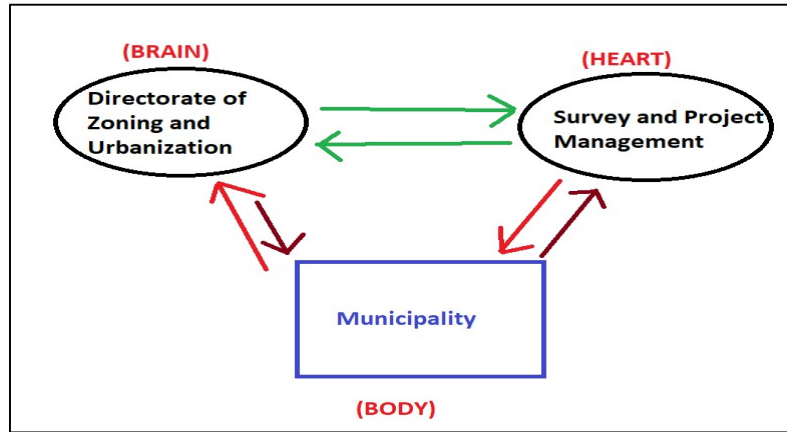 (BRAIN)
Directorate of
Zoning and
Urbanization
(HEART)
Survey and Project
Management
Municipality
(BODY)